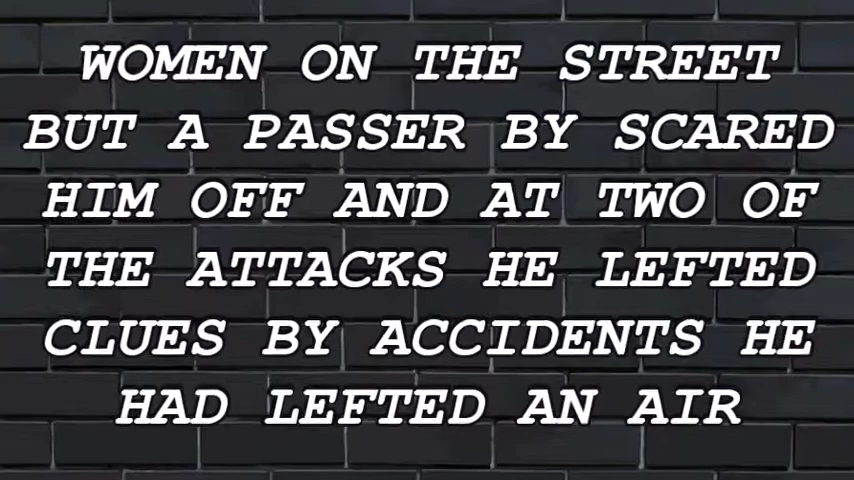 WOMEN ON THE STREET
BUT A PASSER BY SCARED
HIM OFF AND AT TWO OF
THE ATTACKS HE LEFTED
CLUES BY ACCIDENTS HE
HAD LEFTED AN AIR